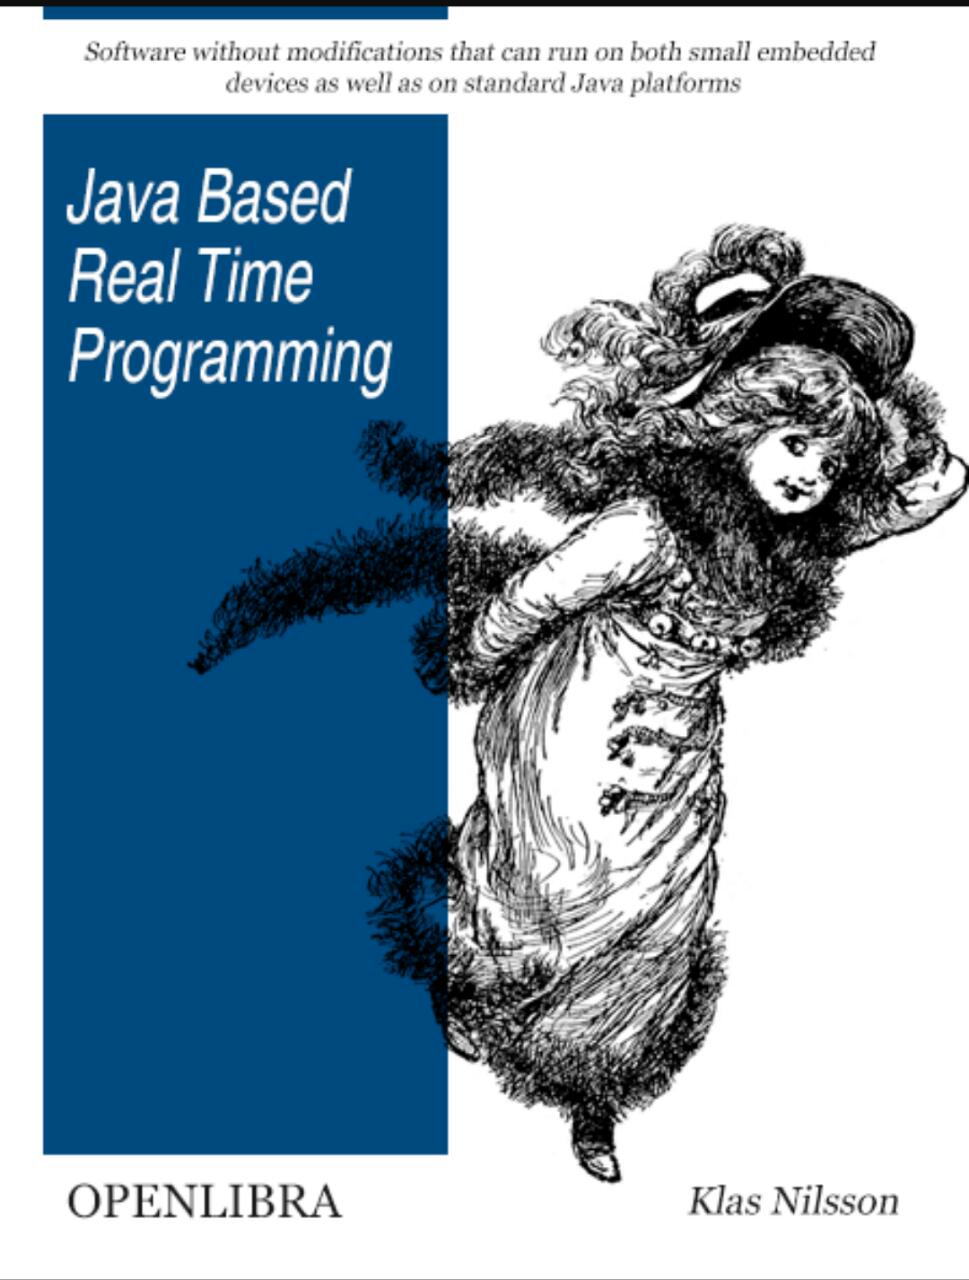 Software without modifications that can run on both small embedded
devices as well as on standard Java platforms
Java Based
Real Time
Programming
OPENLIBRA
Klas Nilsson